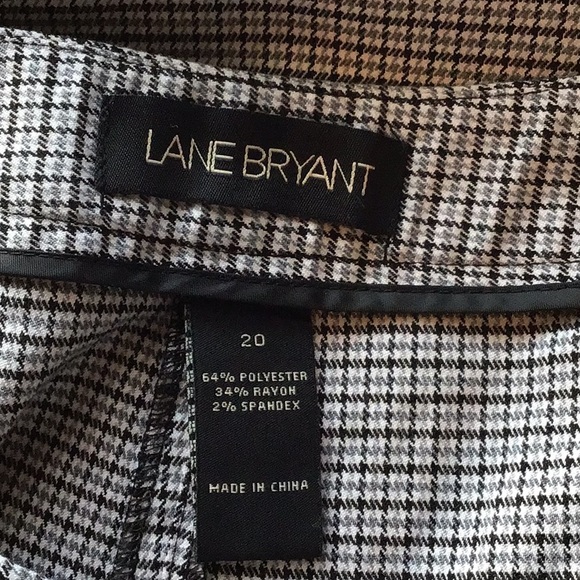 LANE BRYANT
20
64% POLYESTER
34% RAYON
2% SPANDEX
MADE IN CHINA